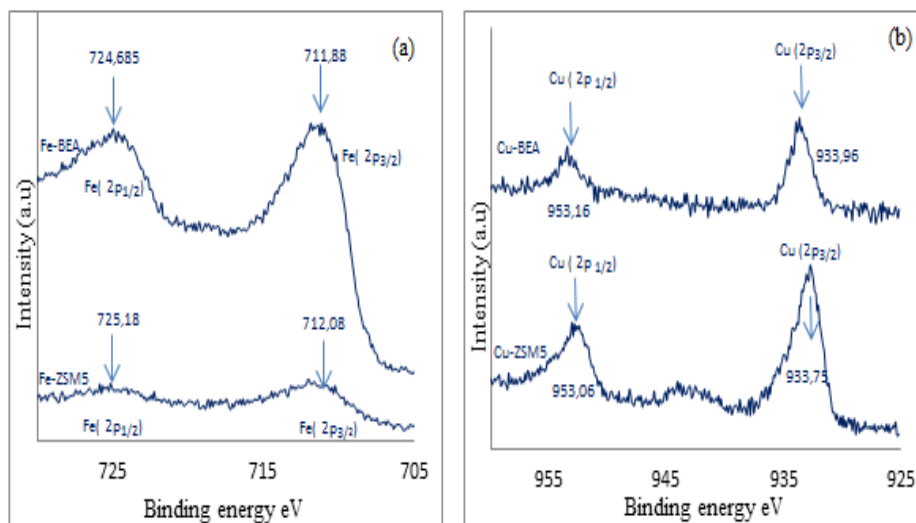 (a)
724,685
711,88
Fe-BEA
Fe( 2p3/2)
Fe( 2p1/2)
725,18
712,08
Fe-ZSM5
Fe( 2p1/2)
Fe( 2p3/2)
Intensity (a.u)
725
715
705
Binding energy eV
(b)
Cu (2p3/2)
Cu ( 2p 1/2)
Cu-BEA
933,96
953,16
Cu (2p3/2)
Cu ( 2p 1/2)
Cu-ZSM5
933,75
953,06
Intensity (a.u)
955
945
935
925
Binding energy eV